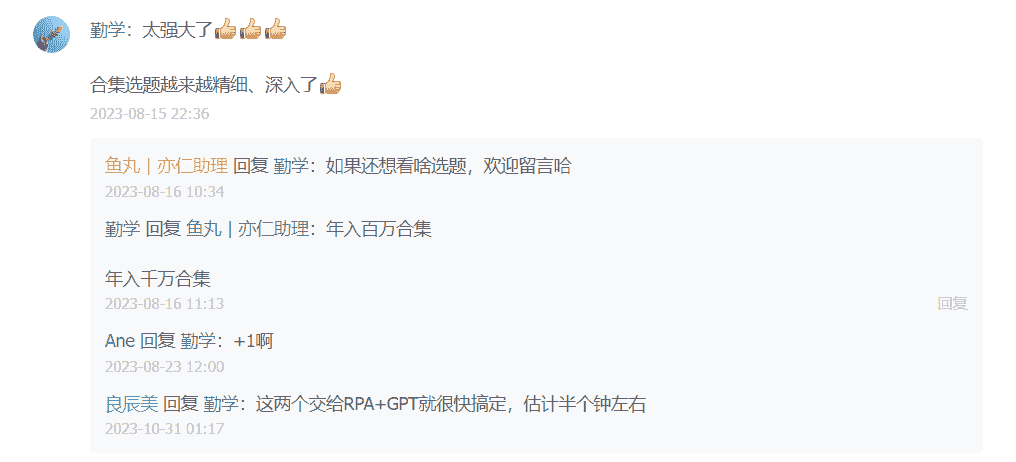 勤学：太强大了👍👍👍
合集选题越来越精细、深入了👍
2023-08-15 22:36
鱼丸 | 亦仁助理 回复 勤学：如果还想看啥选题，欢迎留言哈
2023-08-16 10:34
勤学 回复 鱼丸 | 亦仁助理：年入百万合集
年入千万合集
2023-08-16 11:13 回复
Ane 回复 勤学：+1啊
2023-08-23 12:00
良辰美 回复 勤学：这两个交给RPA+GPT就很快搞定，估计半个钟左右
2023-10-31 01:17